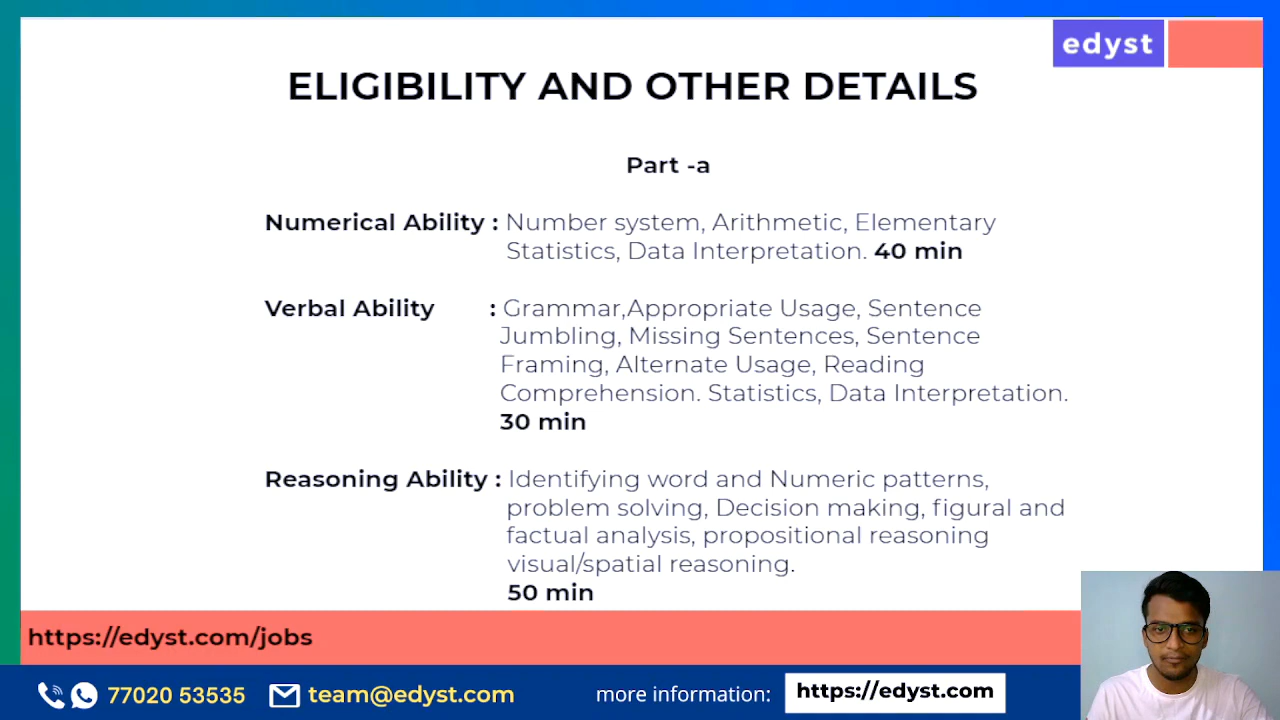 edyst
ELIGIBILITY AND OTHER DETAILS
Part -a
Numerical Ability : Number system, Arithmetic, Elementary
Statistics, Data Interpretation. 40 min
Verbal Ability : Grammar,Appropriate Usage, Sentence
Jumbling, Missing Sentences, Sentence
Framing, Alternate Usage, Reading
Comprehension. Statistics, Data Interpretation.
30 min
Reasoning Ability : Identifying word and Numeric patterns,
problem solving, Decision making, figural and
factual analysis, propositional reasoning
visual/spatial reasoning.
50 min
https://edyst.com/jobs
77020 53535 team@edyst.com more information: https://edyst.com